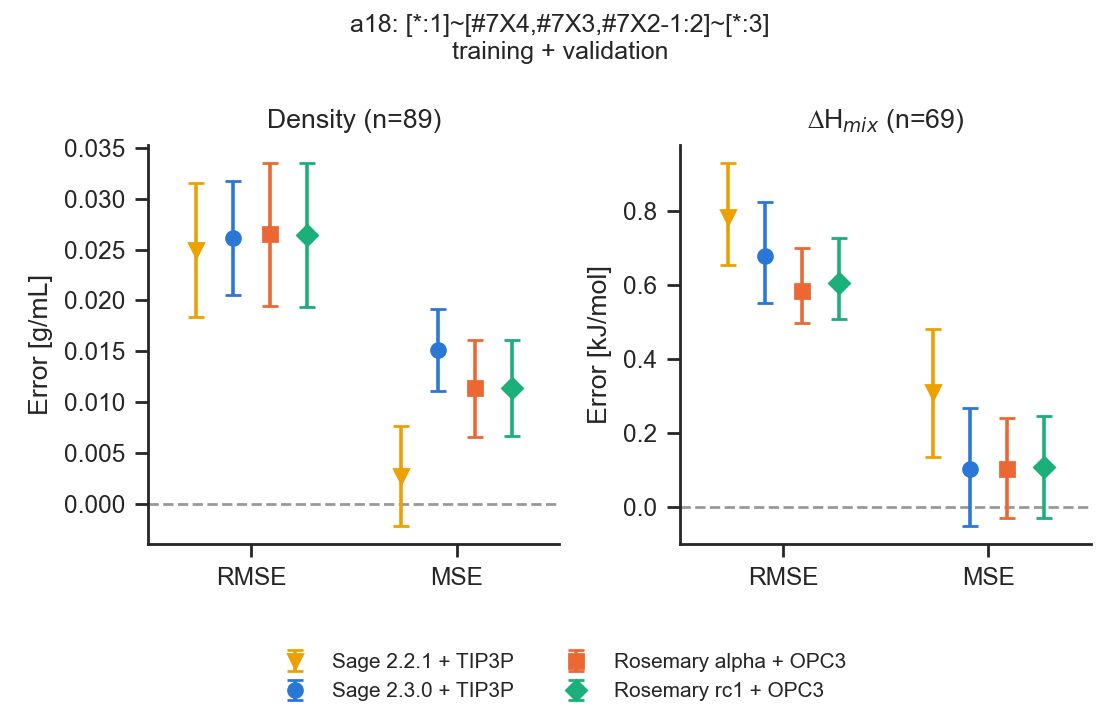 a18: [*:1]~[#7X4,#7X3,#7X2-1:2]~[*:3]
training + validation
Density (n=89)
ΔHmix (n=69)
Error [g/mL]
0.035
0.030
0.025
0.020
0.015
0.010
0.005
0.000
RMSE
MSE
Error [kJ/mol]
0.8
0.6
0.4
0.2
0.0
RMSE
MSE
Sage 2.2.1 + TIP3P
Sage 2.3.0 + TIP3P
Rosemary alpha + OPC3
Rosemary rc1 + OPC3